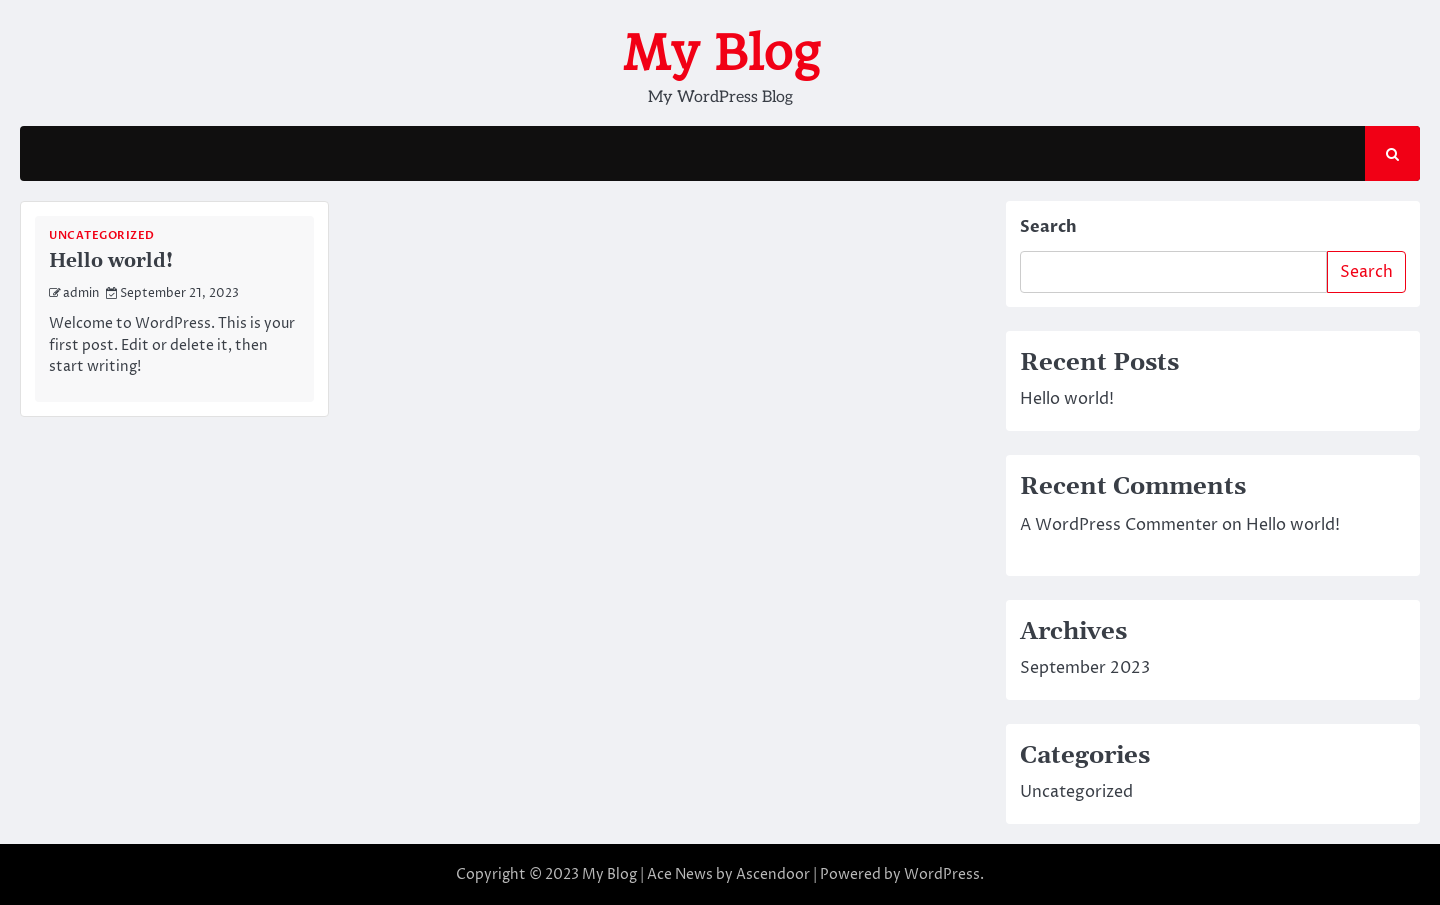 My Blog
My WordPress Blog
UNCATEGORIZED
Hello world!
admin September 21, 2023
Welcome to WordPress. This is your
first post. Edit or delete it, then
start writing!
Search
Search
Recent Posts
Hello world!
Recent Comments
A WordPress Commenter on Hello world!
Archives
September 2023
Categories
Uncategorized
Copyright © 2023 My Blog | Ace News by Ascendoor | Powered by WordPress.